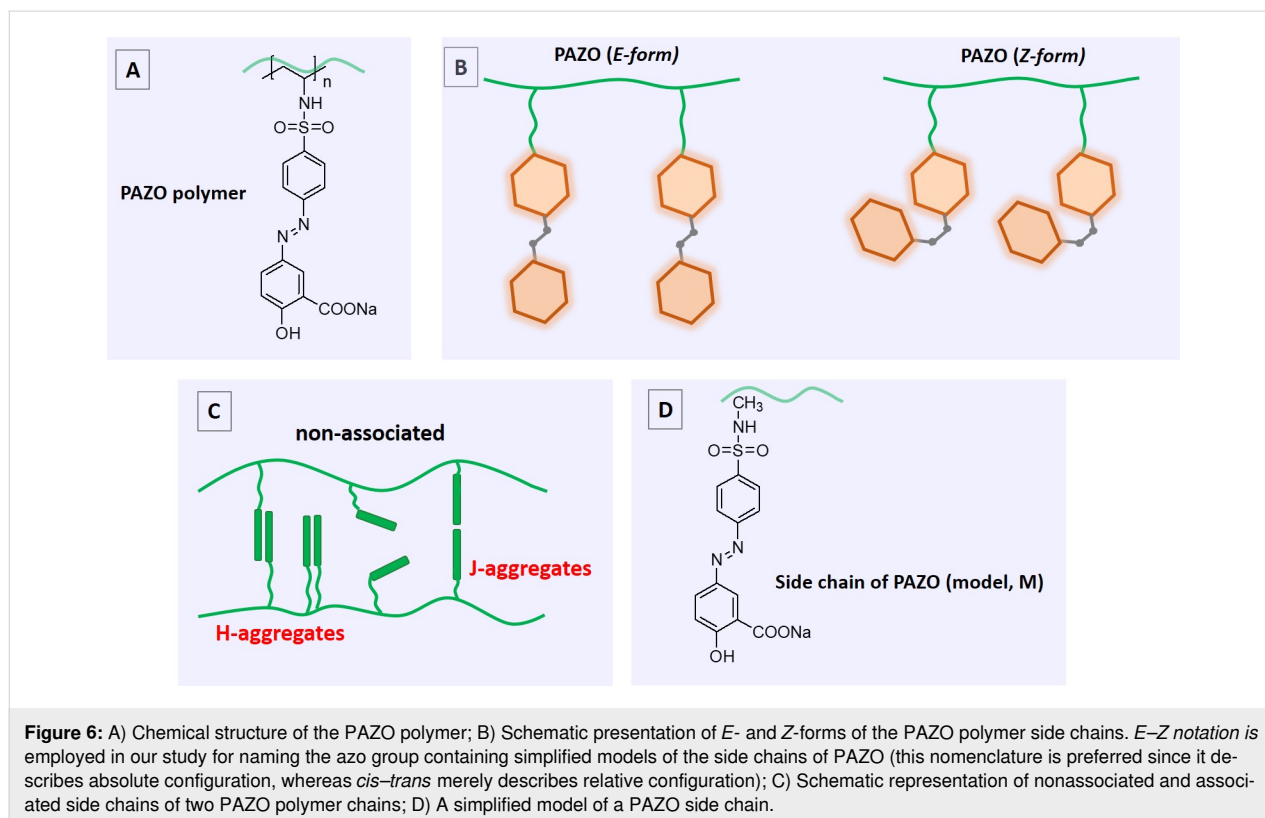 A
n
NH
O=S=O
PAZO polymer
N
N
COONa
OH
B
PAZO (E-form)
PAZO (Z-form)
C
non-associated
J-aggregates
H-aggregates
D
CH3
NH
O=S=O
N
N
Side chain of PAZO (model, M)
COONa
OH
Figure 6: A) Chemical structure of the PAZO polymer; B) Schematic presentation of E- and Z-forms of the PAZO polymer side chains. E–Z notation is
employed in our study for naming the azo group containing simplified models of the side chains of PAZO (this nomenclature is preferred since it de-
scribes absolute configuration, whereas cis–trans merely describes relative configuration); C) Schematic representation of nonassociated and associ-
ated side chains of two PAZO polymer chains; D) A simplified model of a PAZO side chain.